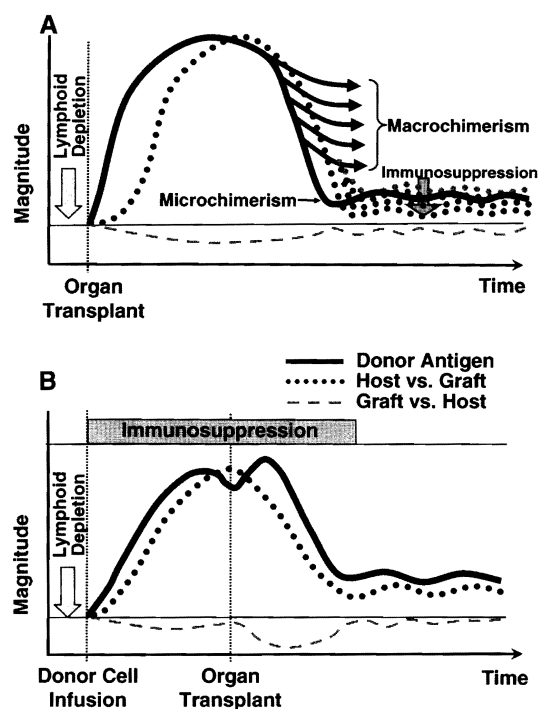 A
Magnitude
Lymphoid
Depletion
Macrochimerism
Immunosuppression
Microchimerism
Organ
Transplant
Time
Donor Antigen
Host vs. Graft
Graft vs. Host
B
Immunosuppression
Magnitude
Lymphoid
Depletion
Donor Cell
Infusion
Organ
Transplant
Time